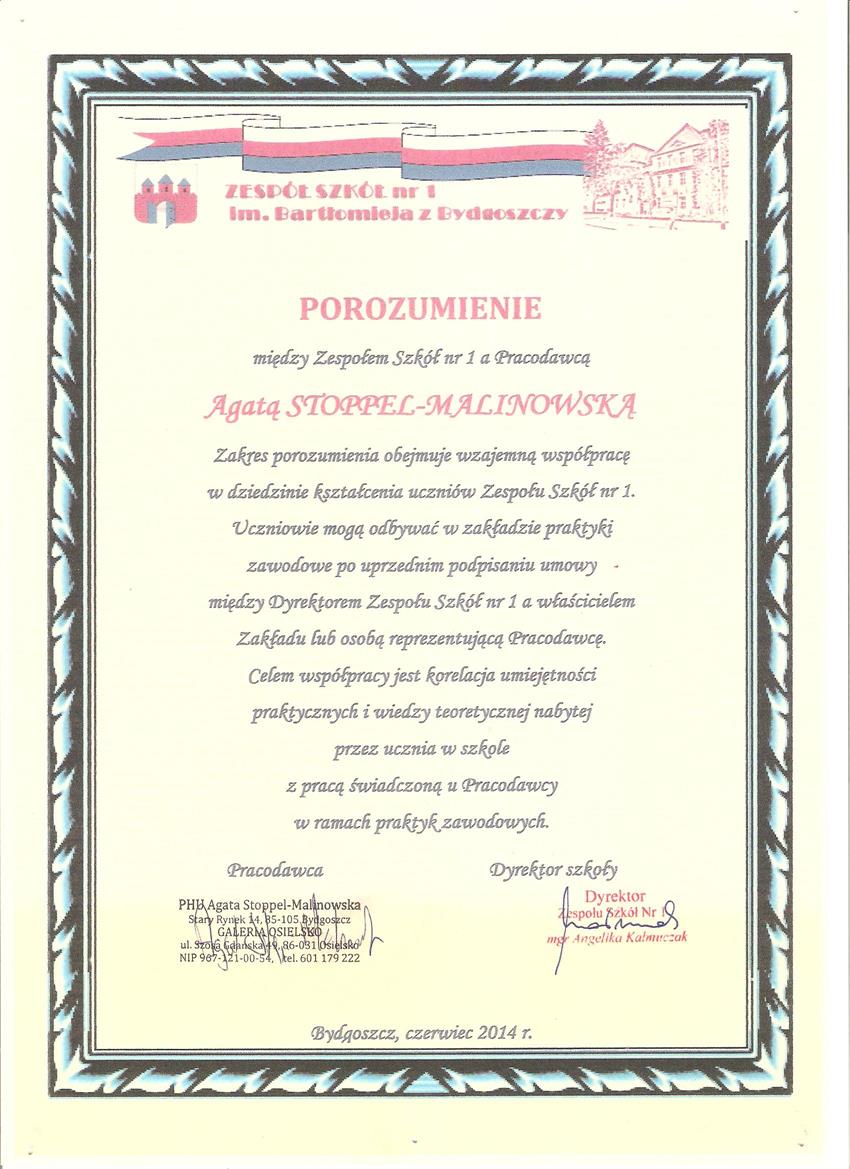 ZESPÓŁ SZKÓŁ nr 1
im. Bartłomieja z Bydgoszczy
POROZUMIENIE
między Zespołem Szkół nr 1 a Pracodawcą
Agatą STOPPEL-MALINOWSKĄ
Zakres porozumienia obejmuje wzajemną współpracę
w dziedzinie kształcenia uczniów Zespołu Szkół nr 1.
Uczniowie mogą odbywać w zakładzie praktyki
zawodowe po uprzednim podpisaniu umowy
między Dyrektorem Zespołu Szkół nr 1 a właścicielem
Zakładu lub osobą reprezentującą Pracodawcę.
Celem współpracy jest korelacja umiejętności
praktycznych i wiedzy teoretycznej nabytej
przez ucznia w szkole
z pracą świadczoną u Pracodawcy
w ramach praktyk zawodowych.
Pracodawca
Dyrektor szkoły
PHU Agata Stoppel-Malinowska
Stary Rynek 14, 85-105 Bydgoszcz
GALERIA OSIELSKO
ul. Szosa Gdańska 49, 86-031 Osielsko
NIP 967-121-00-54, tel. 601 179 222
Dyrektor
Zespołu Szkół Nr 1
mgr Angelika Kalmuczak
Bydgoszcz, czerwiec 2014 r.